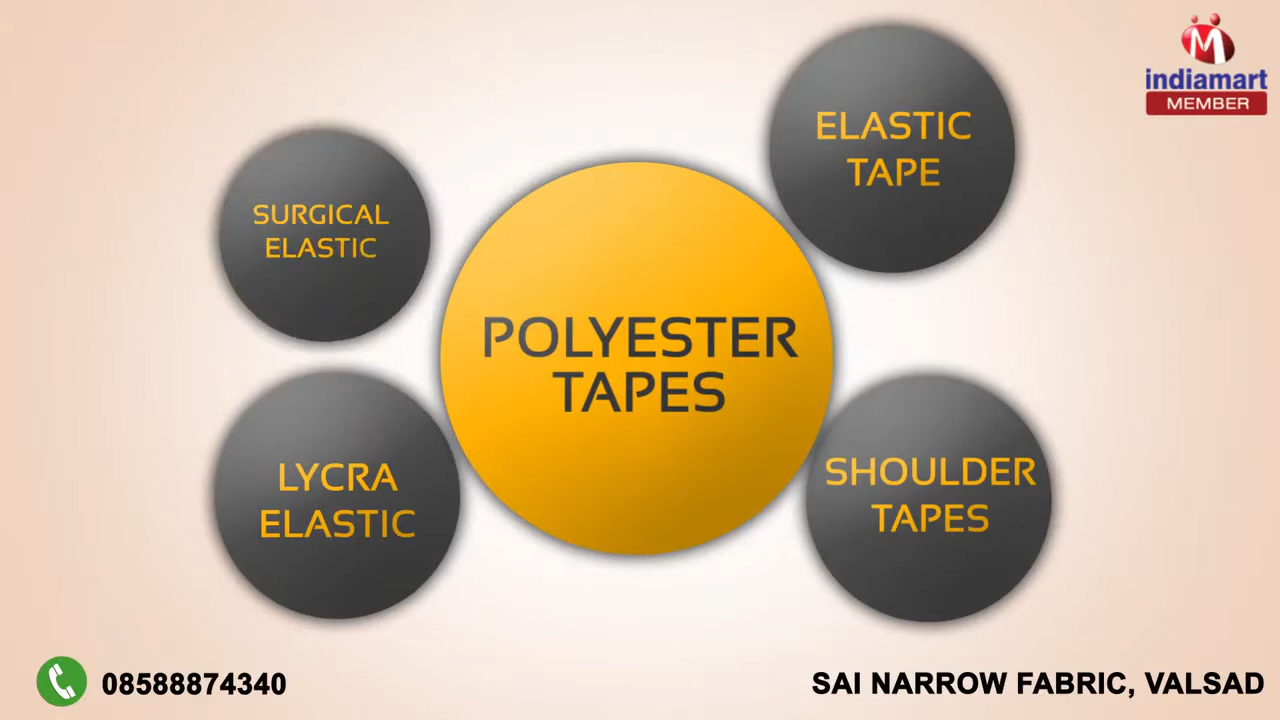 indiamart
MEMBER
ELASTIC
TAPE
SURGICAL
ELASTIC
POLYESTER
TAPES
LYCRA
ELASTIC
SHOULDER
TAPES
08588874340
SAI NARROW FABRIC, VALSAD